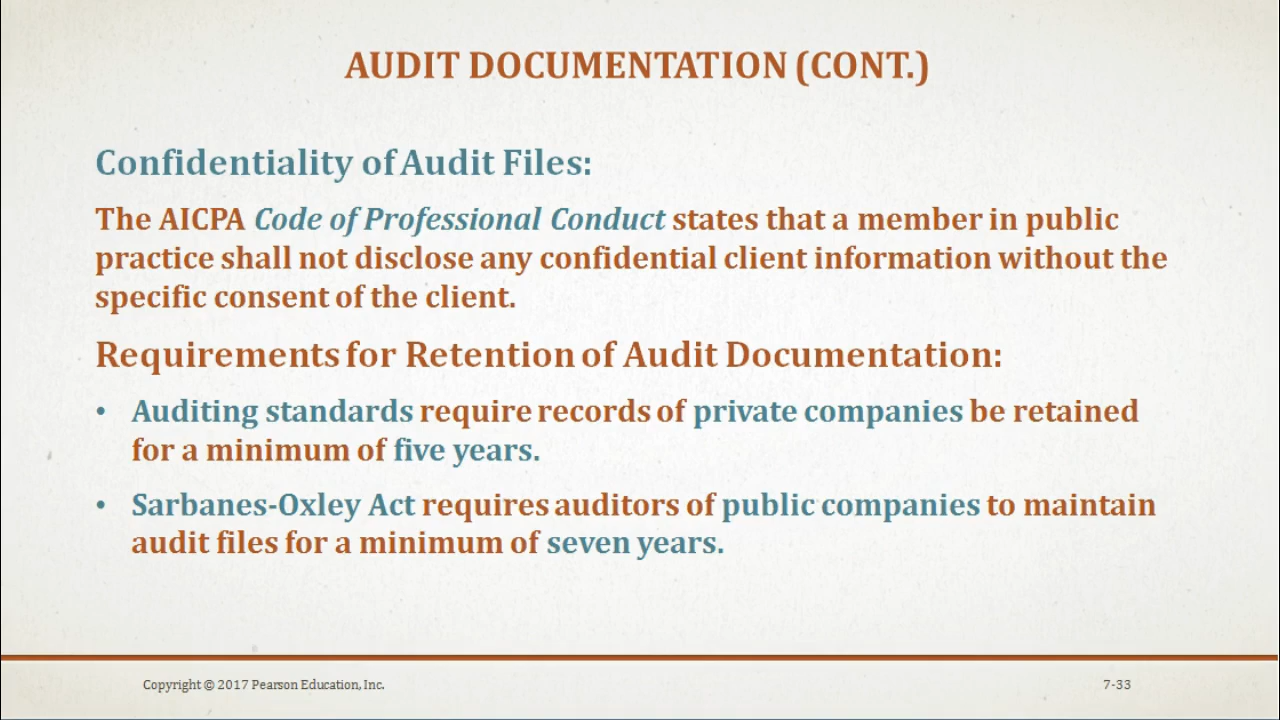 AUDIT DOCUMENTATION (CONT.)
Confidentiality of Audit Files:
The AICPA Code of Professional Conduct states that a member in public
practice shall not disclose any confidential client information without the
specific consent of the client.
Requirements for Retention of Audit Documentation:
• Auditing standards require records of private companies be retained
for a minimum of five years.
• Sarbanes-Oxley Act requires auditors of public companies to maintain
audit files for a minimum of seven years.
Copyright © 2017 Pearson Education, Inc. 7-33